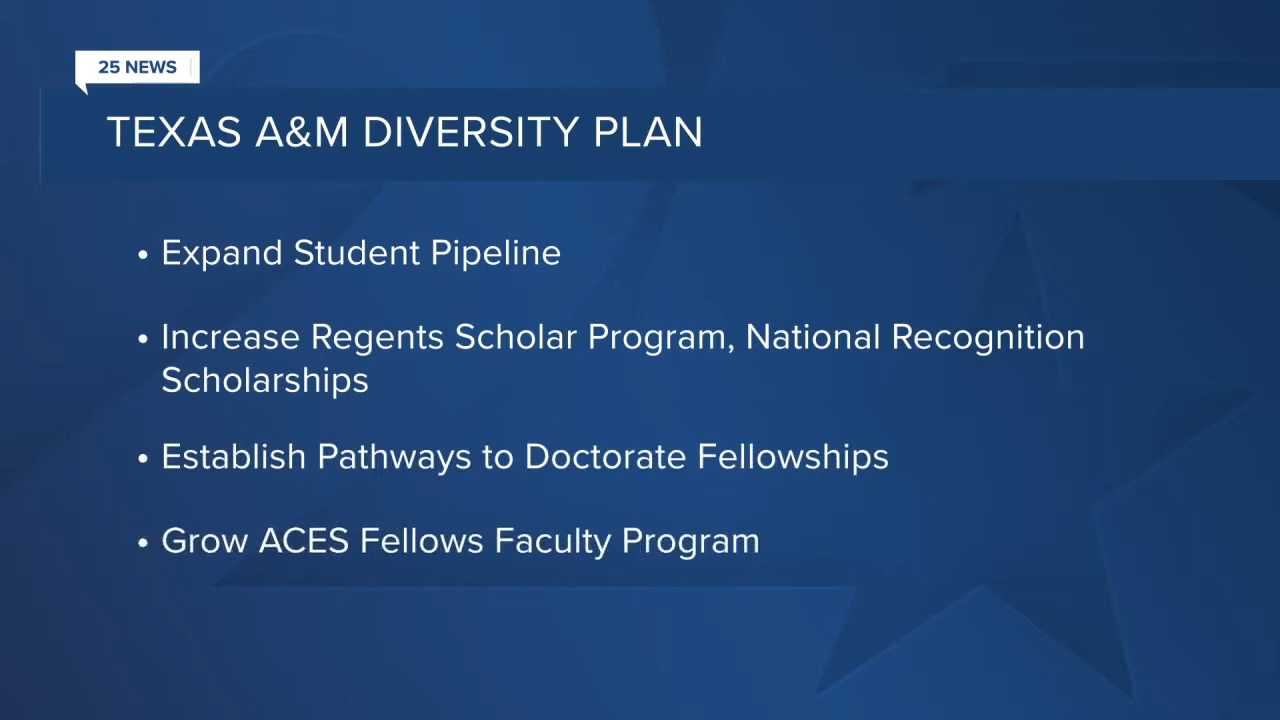 25 NEWS
TEXAS A&M DIVERSITY PLAN
• Expand Student Pipeline
• Increase Regents Scholar Program, National Recognition
Scholarships
• Establish Pathways to Doctorate Fellowships
• Grow ACES Fellows Faculty Program